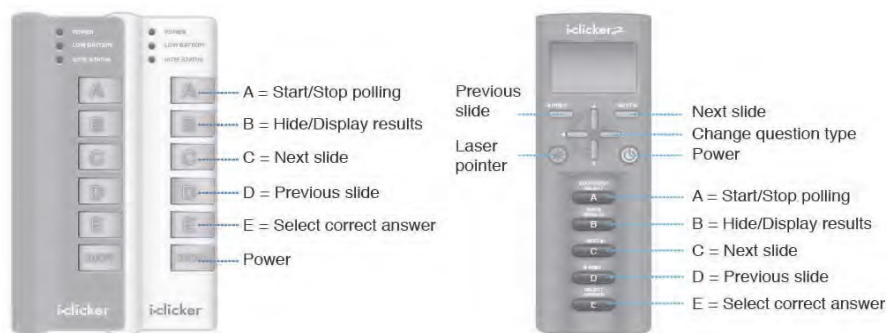 POWER
LOW BATTERY
VOTE STATUS
POWER
LOW BATTERY
VOTE STATUS
A
B
C
D
E
A
B
C
D
E
A = Start/Stop polling
B = Hide/Display results
C = Next slide
D = Previous slide
E = Select correct answer
Power
i>clicker
i>clicker
i>clicker2
Previous
slide
Laser
pointer
Next slide
Change question type
Power
A
B
C
D
E
A = Start/Stop polling
B = Hide/Display results
C = Next slide
D = Previous slide
E = Select correct answer